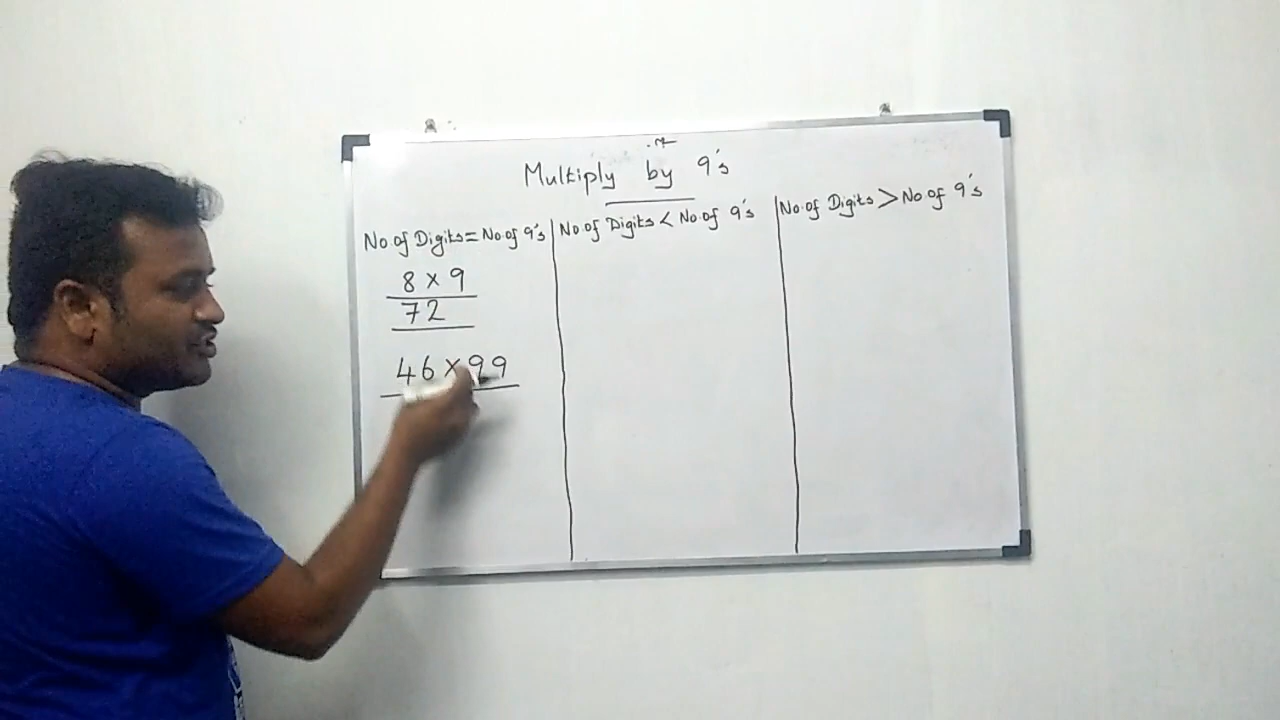 Multiply by 9's
No.of Digits = No.of 9's
8 x 9
72
46 x 99
No.of Digits < No.of 9's
No.of Digits > No.of 9's